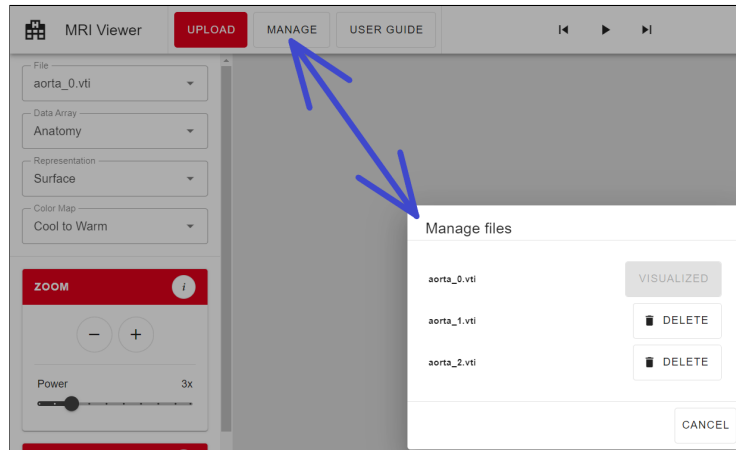 MRI Viewer
UPLOAD
MANAGE
USER GUIDE
File
aorta_0.vti
Data Array
Anatomy
Representation
Surface
Color Map
Cool to Warm
ZOOM
i
Power 3x
Manage files
aorta_0.vti VISUALIZED
aorta_1.vti DELETE
aorta_2.vti DELETE
CANCEL